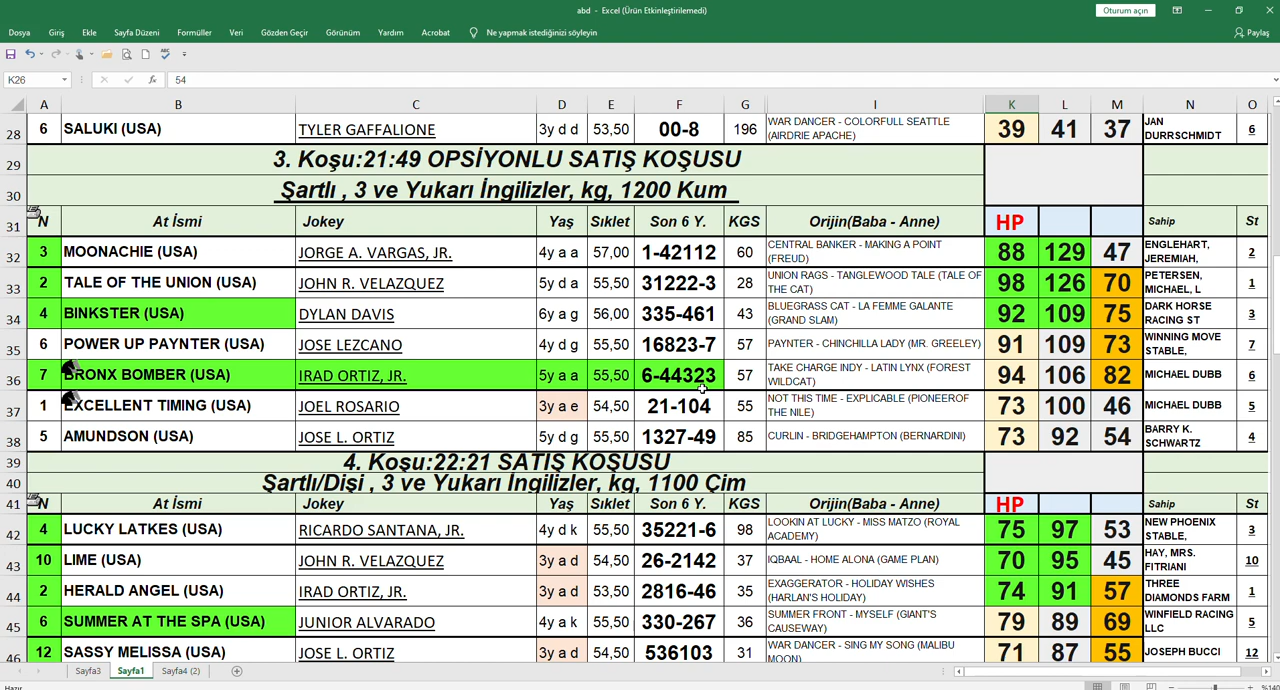 abd - Excel (Ürün Etkinleştirilemedi)
Oturum açın
Dosya Giriş Ekle Sayfa Düzeni Formüller Veri Gözden Geçir Görünüm Yardım Acrobat Ne yapmak istediğinizi söyleyin Paylaş
K26 fx 54
A B C D E F G I K L M N O
28 6 SALUKI (USA) TYLER GAFFALIONE 3y d d 53,50 00-8 196 WAR DANCER - COLORFULL SEATTLE (AIRDRIE APACHE) 39 41 37 JAN DURRSCHMIDT 6
29 3. Koşu:21:49 OPSİYONLU SATIŞ KOŞUSU
30 Şartlı , 3 ve Yukarı İngilizler, kg, 1200 Kum
31 N At İsmi Jokey Yaş Sıklet Son 6 Y. KGS Orijin(Baba - Anne) HP Sahip St
32 3 MOONACHIE (USA) JORGE A. VARGAS, JR. 4y a a 57,00 1-42112 60 CENTRAL BANKER - MAKING A POINT (FREUD) 88 129 47 ENGLEHART, JEREMIAH, 2
33 2 TALE OF THE UNION (USA) JOHN R. VELAZQUEZ 5y d a 55,50 31222-3 28 UNION RAGS - TANGLEWOOD TALE (TALE OF THE CAT) 98 126 70 PETERSEN, MICHAEL, L 1
34 4 BINKSTER (USA) DYLAN DAVIS 6y a g 56,00 335-461 43 BLUEGRASS CAT - LA FEMME GALANTE (GRAND SLAM) 92 109 75 DARK HORSE RACING ST 3
35 6 POWER UP PAYNTER (USA) JOSE LEZCANO 4y d g 55,50 16823-7 57 PAYNTER - CHINCHILLA LADY (MR. GREELEY) 91 109 73 WINNING MOVE STABLE, 7
36 7 BRONX BOMBER (USA) IRAD ORTIZ, JR. 5y a a 55,50 6-44323 57 TAKE CHARGE INDY - LATIN LYNX (FOREST WILDCAT) 94 106 82 MICHAEL DUBB 6
37 1 EXCELLENT TIMING (USA) JOEL ROSARIO 3y a e 54,50 21-104 55 NOT THIS TIME - EXPLICABLE (PIONEEROF THE NILE) 73 100 46 MICHAEL DUBB 5
38 5 AMUNDSON (USA) JOSE L. ORTIZ 5y d g 55,50 1327-49 85 CURLIN - BRIDGEHAMPTON (BERNARDINI) 73 92 54 BARRY K. SCHWARTZ 4
39 4. Koşu:22:21 SATIŞ KOŞUSU
40 Şartlı/Dişi , 3 ve Yukarı İngilizler, kg, 1100 Çim
41 N At İsmi Jokey Yaş Sıklet Son 6 Y. KGS Orijin(Baba - Anne) HP Sahip St
42 4 LUCKY LATKES (USA) RICARDO SANTANA, JR. 4y d k 55,50 35221-6 98 LOOKIN AT LUCKY - MISS MATZO (ROYAL ACADEMY) 75 97 53 NEW PHOENIX STABLE, 3
43 10 LIME (USA) JOHN R. VELAZQUEZ 3y a d 54,50 26-2142 37 IQBAAL - HOME ALONA (GAME PLAN) 70 95 45 HAY, MRS. FITRIANI 10
44 2 HERALD ANGEL (USA) IRAD ORTIZ, JR. 3y a d 53,50 2816-46 35 EXAGGERATOR - HOLIDAY WISHES (HARLAN'S HOLIDAY) 74 91 57 THREE DIAMONDS FARM 1
45 6 SUMMER AT THE SPA (USA) JUNIOR ALVARADO 4y a k 55,50 330-267 36 SUMMER FRONT - MYSELF (GIANT'S CAUSEWAY) 79 89 69 WINFIELD RACING LLC 5
46 12 SASSY MELISSA (USA) JOSE L. ORTIZ 3y a d 54,50 536103 31 WAR DANCER - SING MY SONG (MALIBU MOON) 71 87 55 JOSEPH BUCCI 12
Sayfa3 Sayfa1 Sayfa4 (2)
Hazır %140